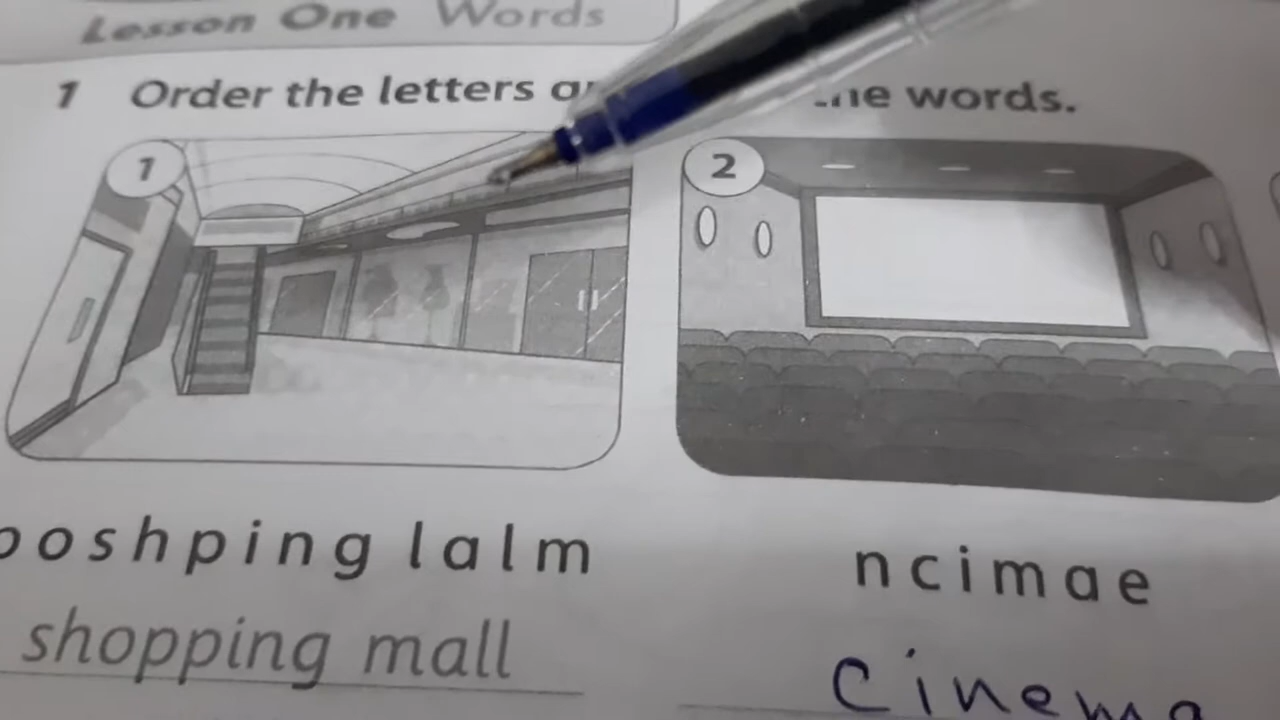 Lesson One Words
1 Order the letters words.
1
2
ooshping lalm
ncimae
shopping mall
cinema